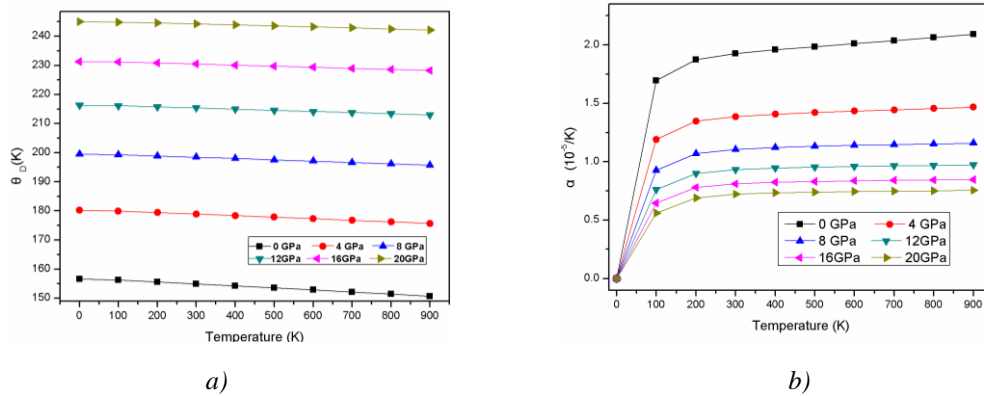 240
230
220
210
200
190
180
170
160
150
θ D(K)
0 GPa 4 GPa 8 GPa
12GPa 16GPa 20GPa
0 100 200 300 400 500 600 700 800 900
Temperature (K)
a)
2.0
1.5
1.0
0.5
0.0
α (10-5/K)
0 GPa 4 GPa
8 GPa 12GPa
16GPa 20GPa
0 100 200 300 400 500 600 700 800 900
Temperature (K)
b)